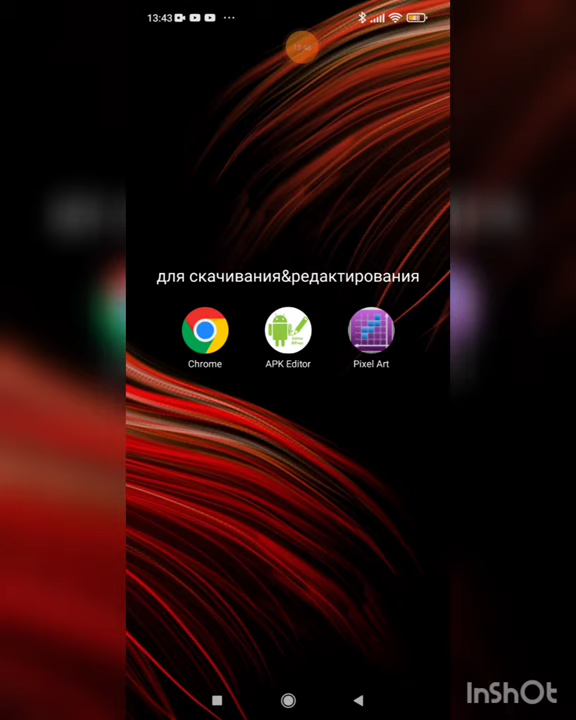 13:43
для скачивания&редактирования
Chrome
APK Editor
Pixel Art
InShOt